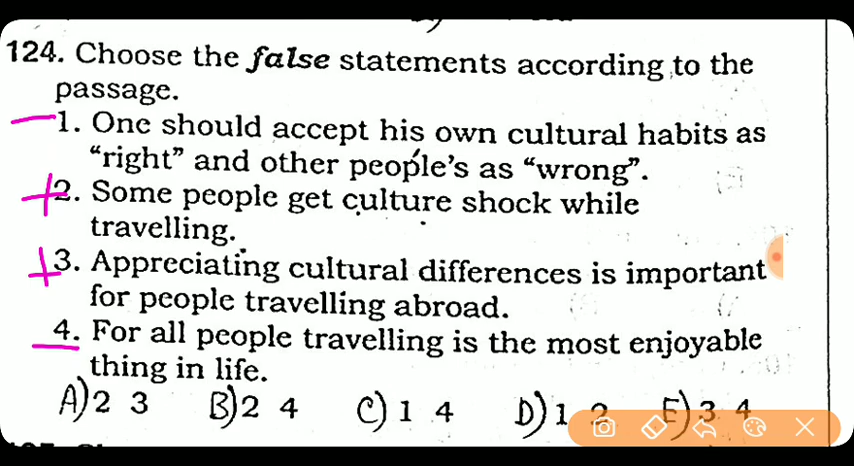 124. Choose the false statements according to the
passage.
1. One should accept his own cultural habits as
“right” and other people’s as “wrong”.
2. Some people get culture shock while
travelling.
3. Appreciating cultural differences is important
for people travelling abroad.
4. For all people travelling is the most enjoyable
thing in life.
A) 2 3 B) 2 4 C) 1 4 D) 1 2 E) 3 4